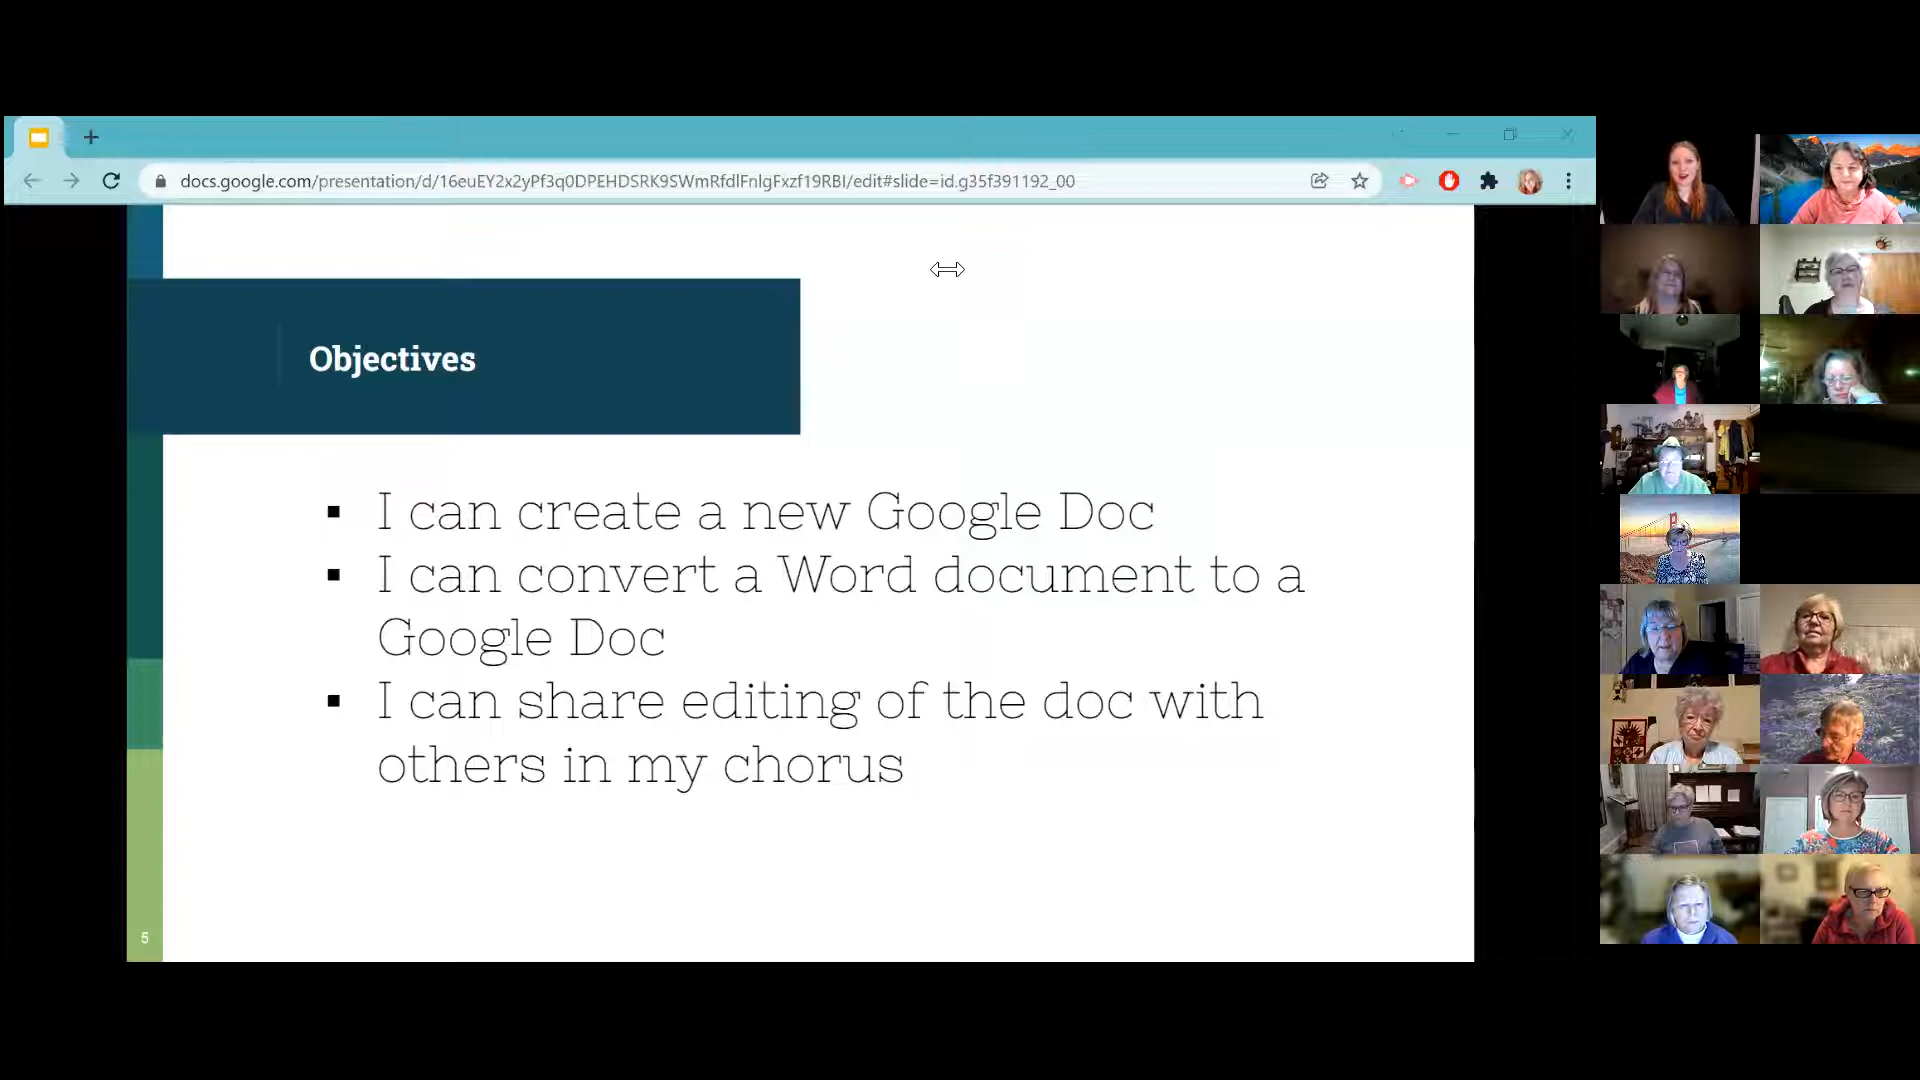 docs.google.com/presentation/d/16euEY2x2yPf3q0DPEHDSRK9SWmRfdlFnlgFxzf19RBI/edit#slide=id.g35f391192_00
Objectives
▪ I can create a new Google Doc
▪ I can convert a Word document to a
Google Doc
▪ I can share editing of the doc with
others in my chorus
5